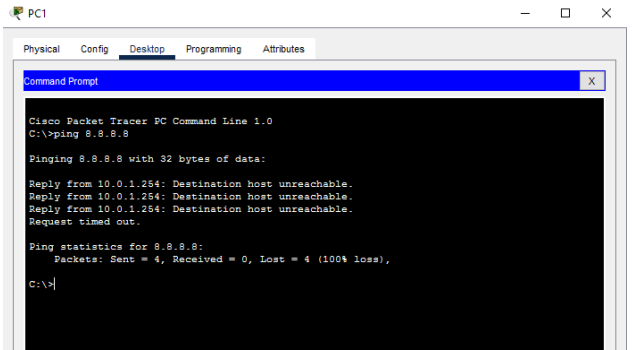 PC1
Physical Config Desktop Programming Attributes
Command Prompt
X
Cisco Packet Tracer PC Command Line 1.0
C:\>ping 8.8.8.8
Pinging 8.8.8.8 with 32 bytes of data:
Reply from 10.0.1.254: Destination host unreachable.
Reply from 10.0.1.254: Destination host unreachable.
Reply from 10.0.1.254: Destination host unreachable.
Request timed out.
Ping statistics for 8.8.8.8:
Packets: Sent = 4, Received = 0, Lost = 4 (100% loss),
C:\>